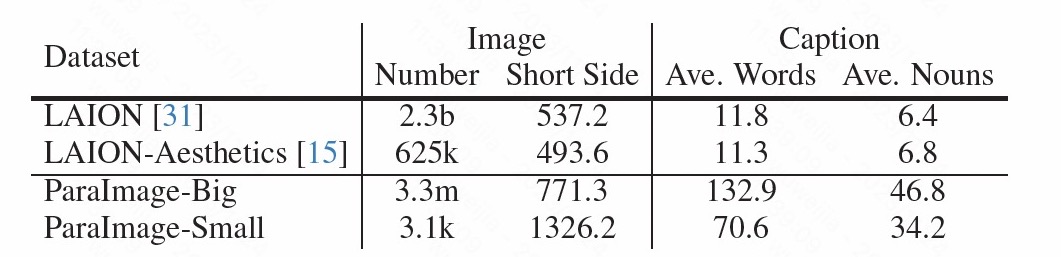 Dataset Image Caption
Number Short Side Ave. Words Ave. Nouns
LAION [31] 2.3b 537.2 11.8 6.4
LAION-Aesthetics [15] 625k 493.6 11.3 6.8
ParaImage-Big 3.3m 771.3 132.9 46.8
ParaImage-Small 3.1k 1326.2 70.6 34.2